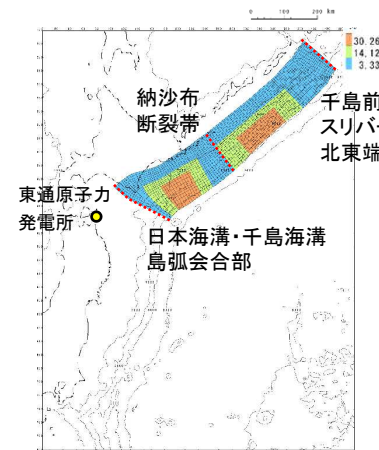 0 100 200 km
30.26
14.12
3.33
納沙布
断裂帯
千島前
スリバー
北東端
東通原子力
発電所
日本海溝・千島海溝
島弧会合部